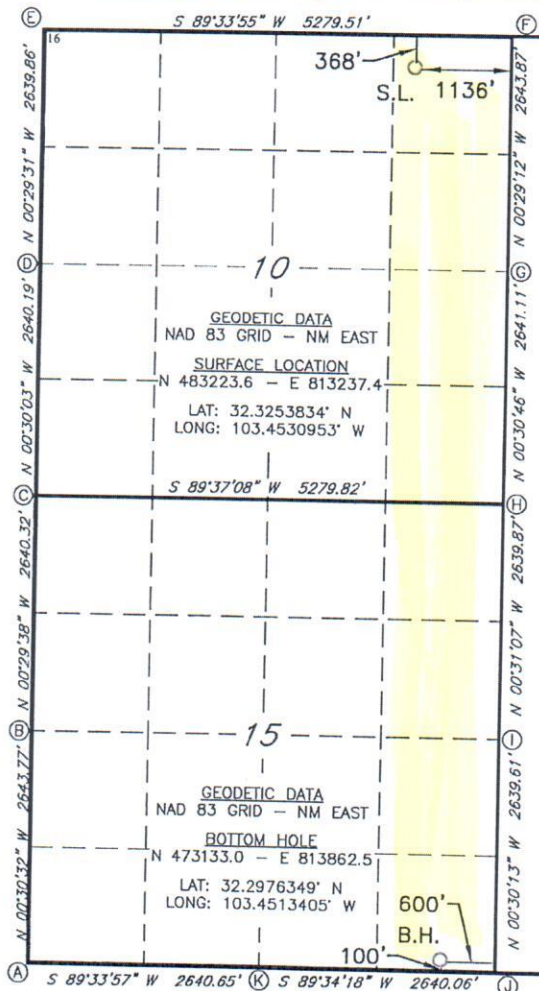 S 89°33'55" W 5279.51'
E
F
16
368'
S.L. 1136'
N 00°29'31" W 2639.86'
N 00°29'12" W 2643.87'
D
10
G
GEODETIC DATA
NAD 83 GRID – NM EAST
SURFACE LOCATION
N 483223.6 – E 813237.4
LAT: 32.3253834° N
LONG: 103.4530953° W
N 00°30'03" W 2640.19'
N 00°30'46" W 2641.11'
S 89°37'08" W 5279.82'
C
H
N 00°29'38" W 2640.32'
N 00°31'07" W 2639.87'
B
15
I
GEODETIC DATA
NAD 83 GRID – NM EAST
BOTTOM HOLE
N 473133.0 – E 813862.5
LAT: 32.2976349° N
LONG: 103.4513405° W
N 00°30'32" W 2643.77'
N 00°30'13" W 2639.61'
600'
B.H.
100'
A
S 89°33'57" W 2640.65' K S 89°34'18" W 2640.06'
J